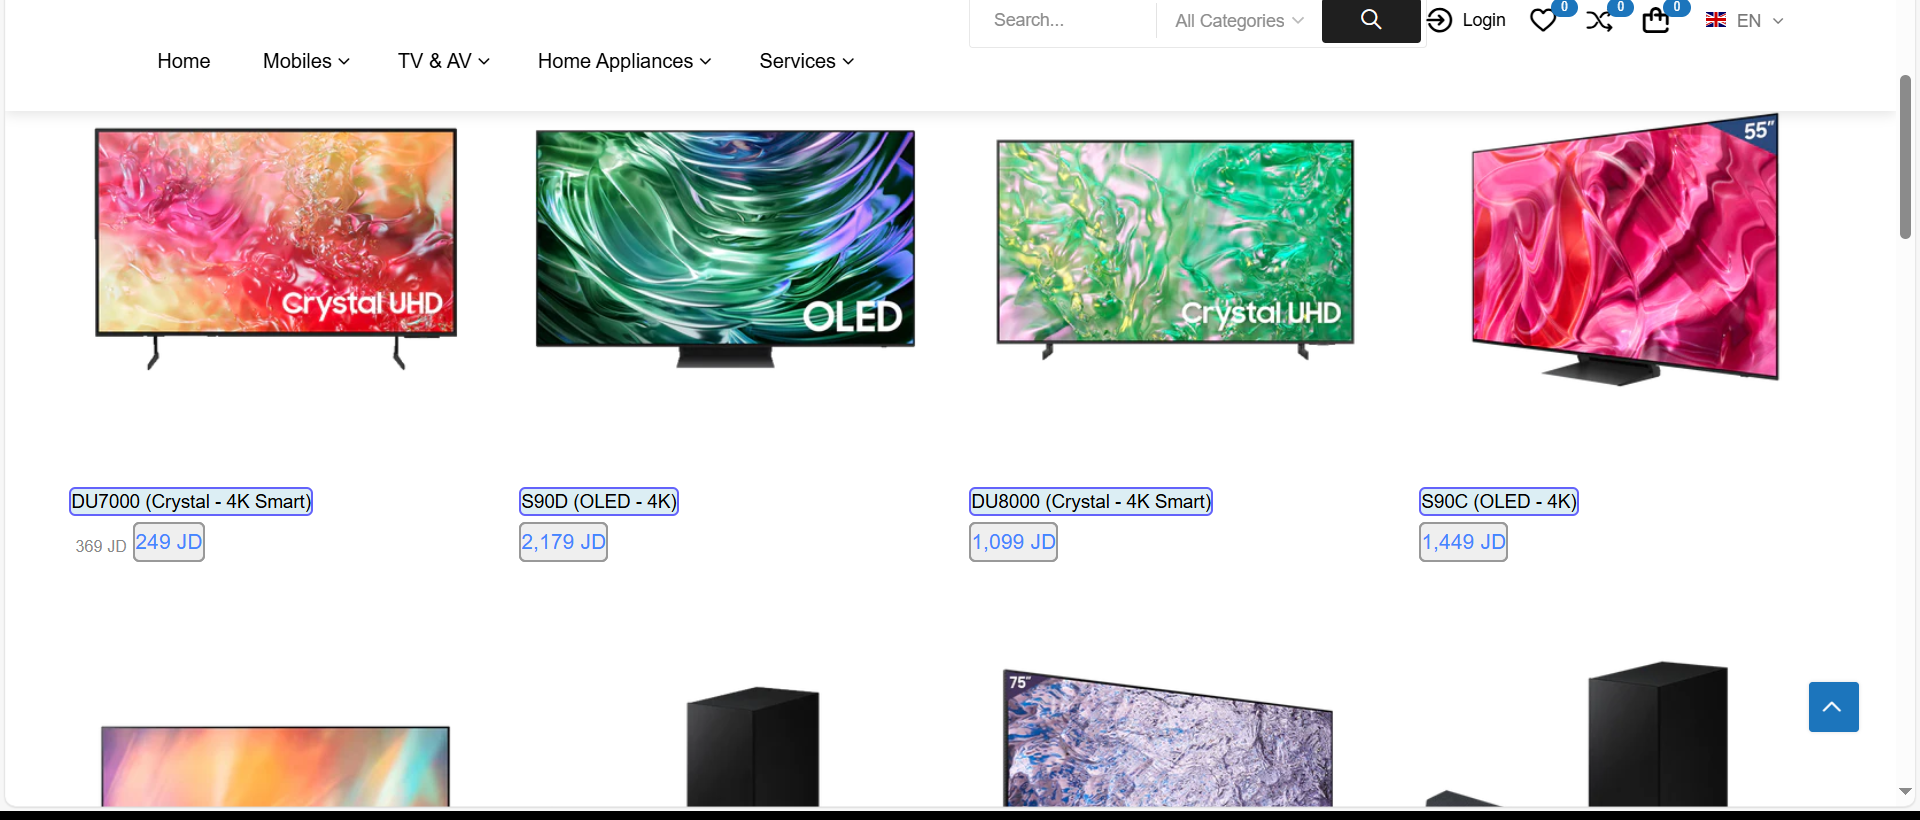 Search...
All Categories
Login
0
0
0
EN
Home
Mobiles
TV & AV
Home Appliances
Services
Crystal UHD
OLED
Crystal UHD
55"
DU7000 (Crystal - 4K Smart)
369 JD 249 JD
S90D (OLED - 4K)
2,179 JD
DU8000 (Crystal - 4K Smart)
1,099 JD
S90C (OLED - 4K)
1,449 JD
75"